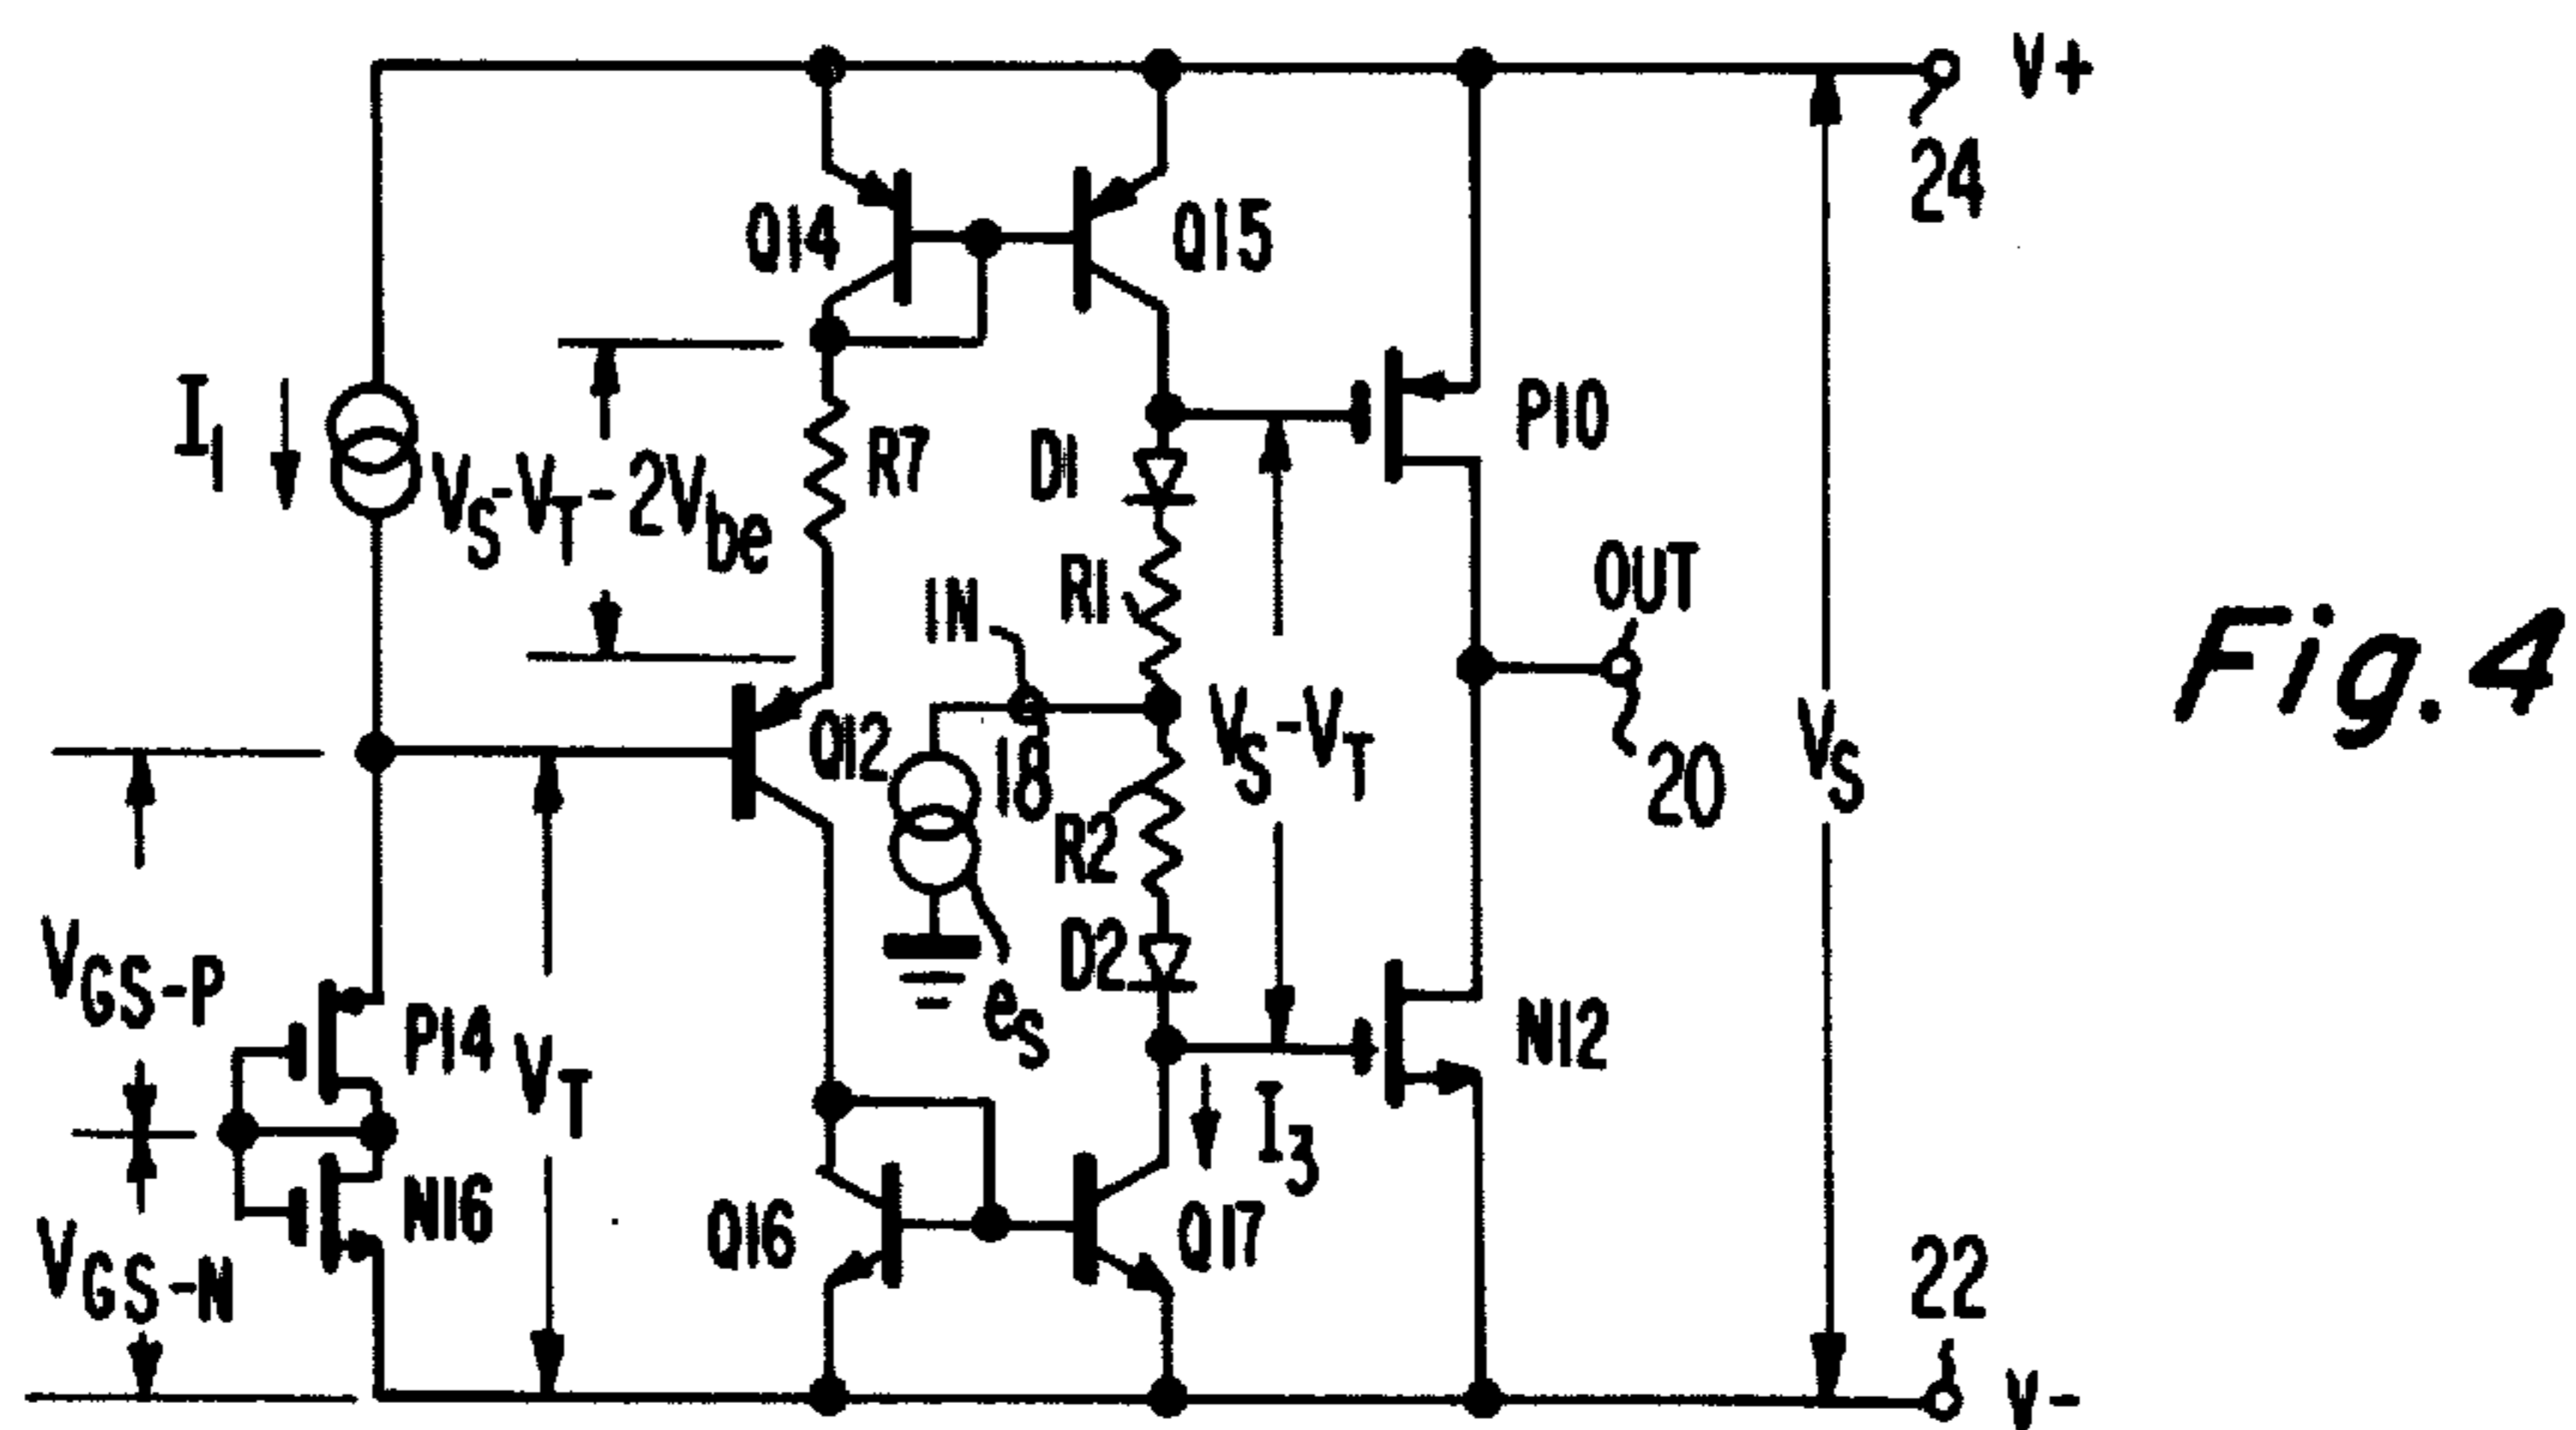 V+
24
Q14
Q15
I1
VS-VT-2Vbe
R7
D1
P10
IN
R1
OUT
Fig. 4
Q12
18
VS-VT
VS
20
R2
VGS-P
P14
VT
eS
D2
N12
I3
VGS-N
N16
Q16
Q17
22
V-